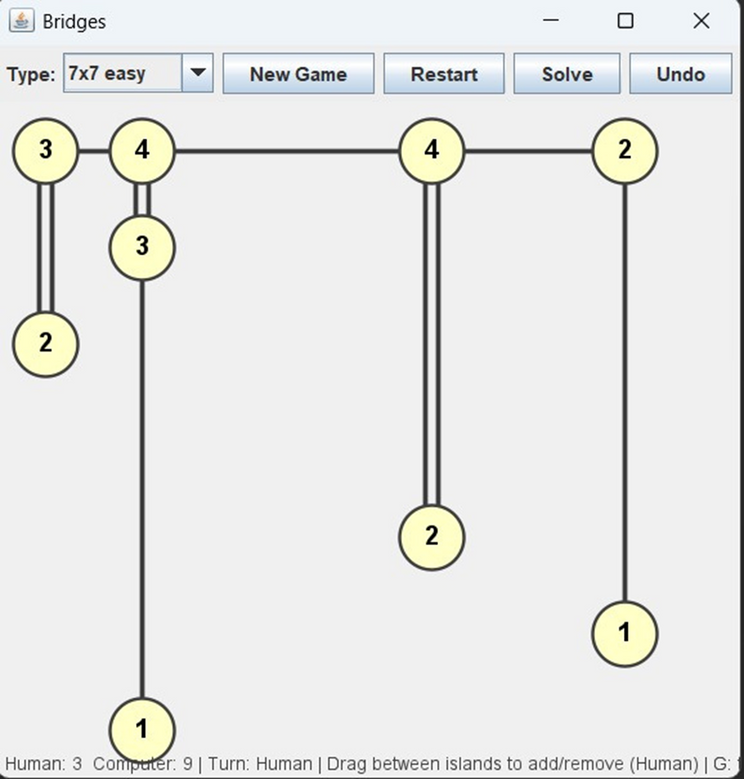 Bridges
Type: 7x7 easy New Game Restart Solve Undo
3 4 4 2
3
2
2
1
1
Human: 3 Computer: 9 | Turn: Human | Drag between islands to add/remove (Human) | G: